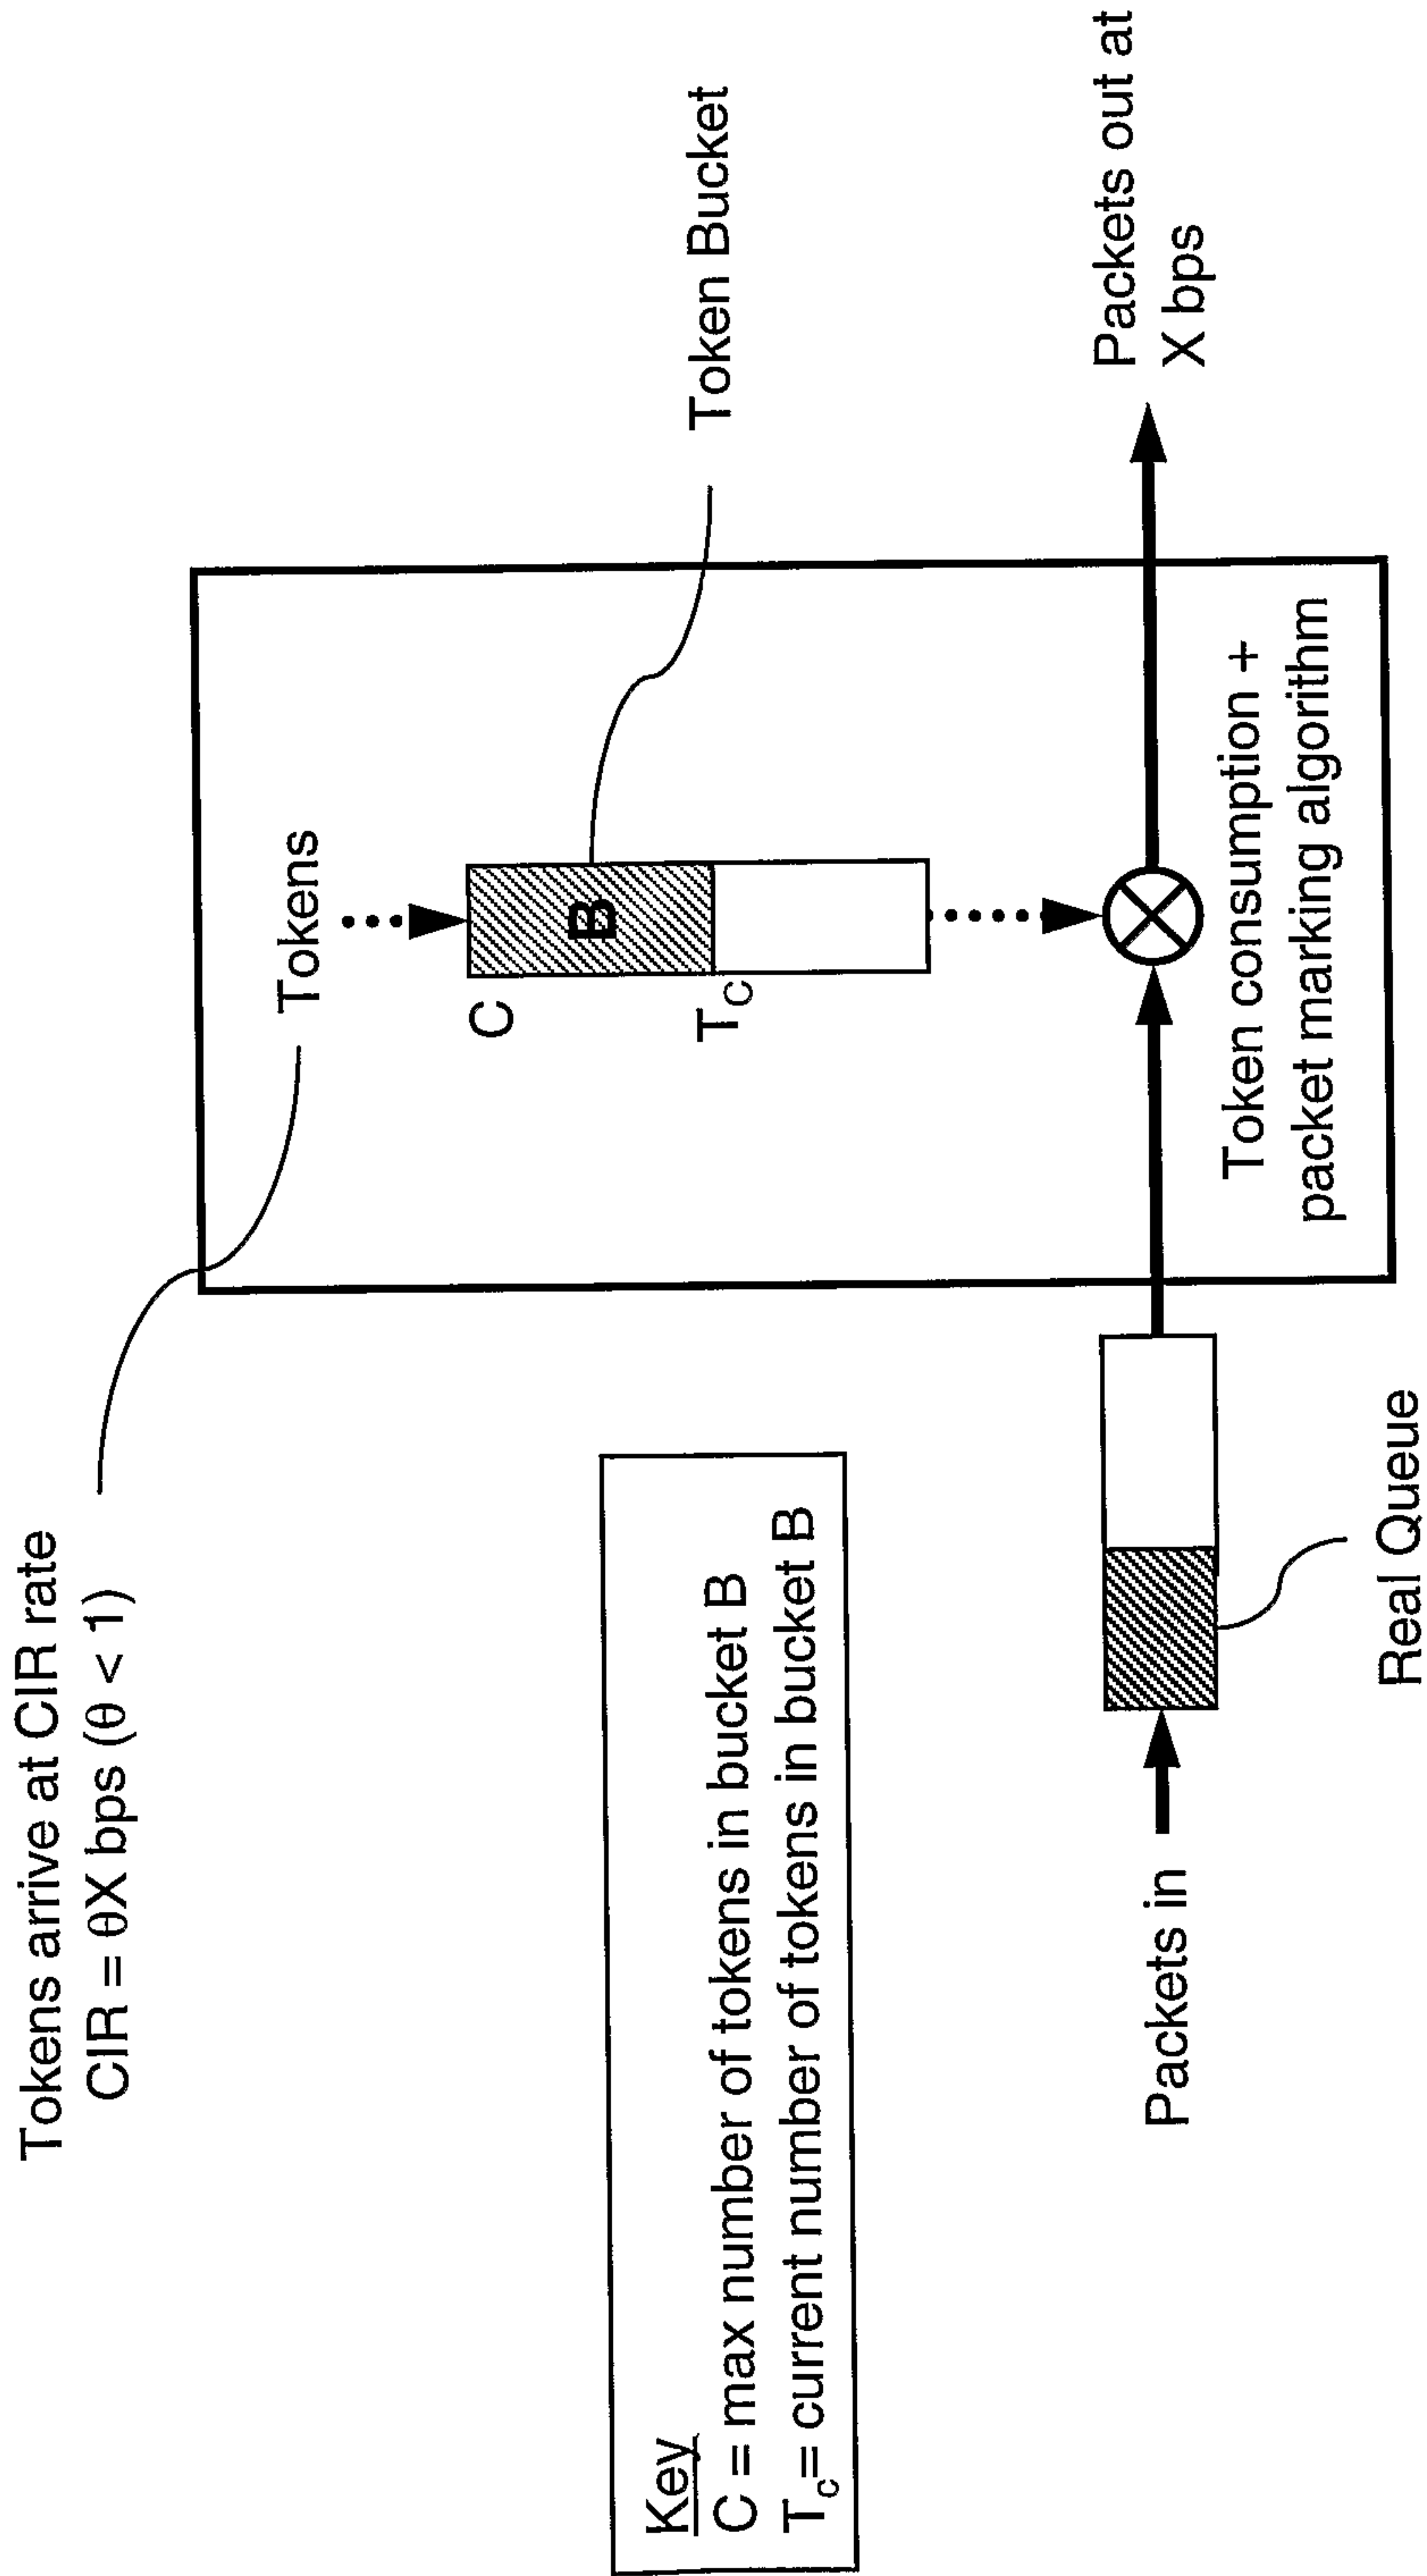 Tokens arrive at CIR rate
CIR = θX bps (θ < 1)
Tokens
C
B
T_C
Token Bucket
Key
C = max number of tokens in bucket B
T_c= current number of tokens in bucket B
Packets in
Real Queue
Token consumption +
packet marking algorithm
Packets out at
X bps